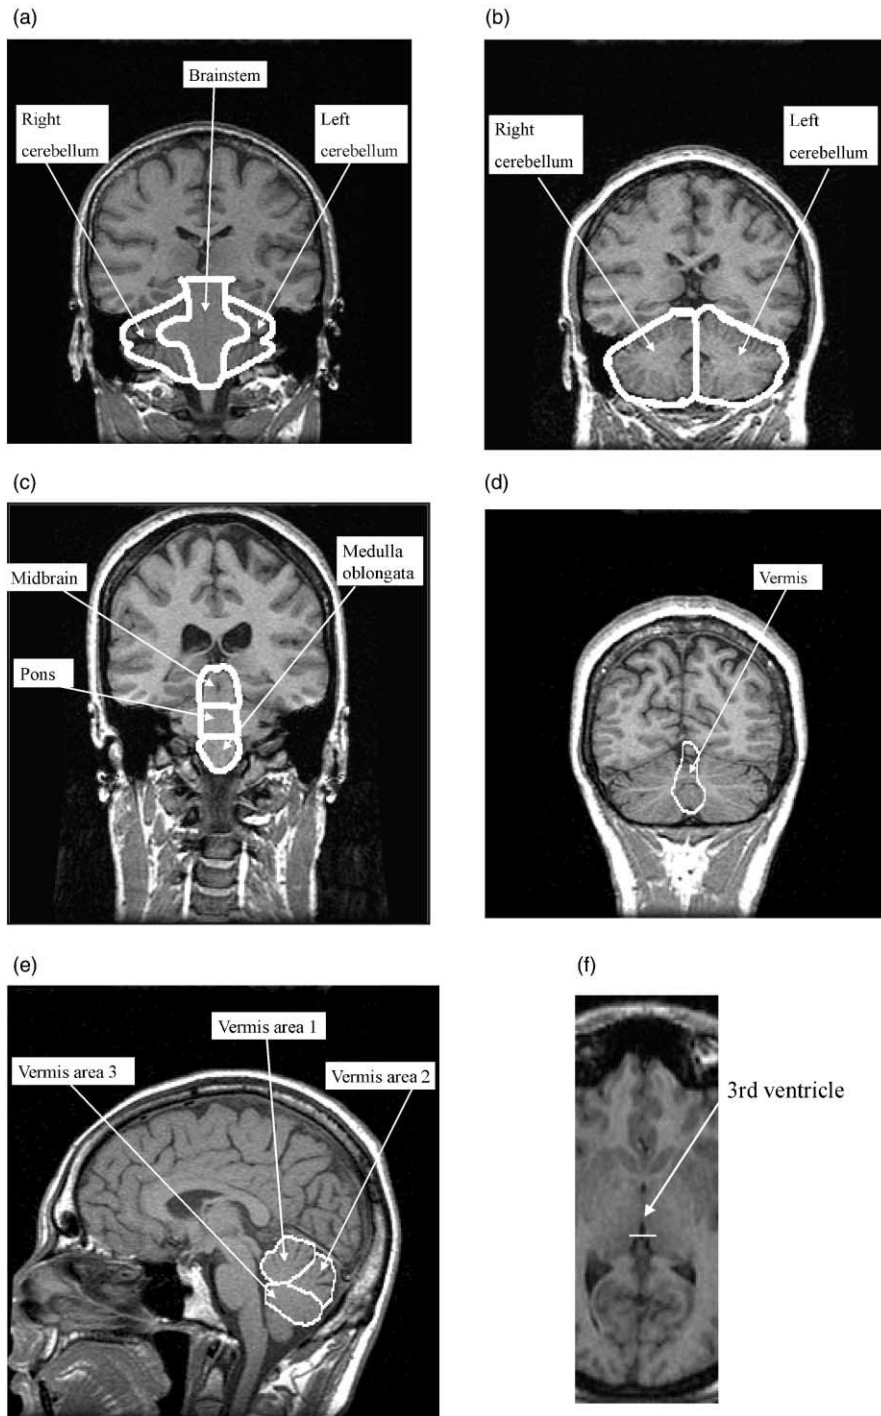 (a)
Brainstem
Right
cerebellum
Left
cerebellum
(b)
Right
cerebellum
Left
cerebellum
(c)
Midbrain
Medulla
oblongata
Pons
(d)
Vermis
(e)
Vermis area 1
Vermis area 3
Vermis area 2
(f)
3rd ventricle